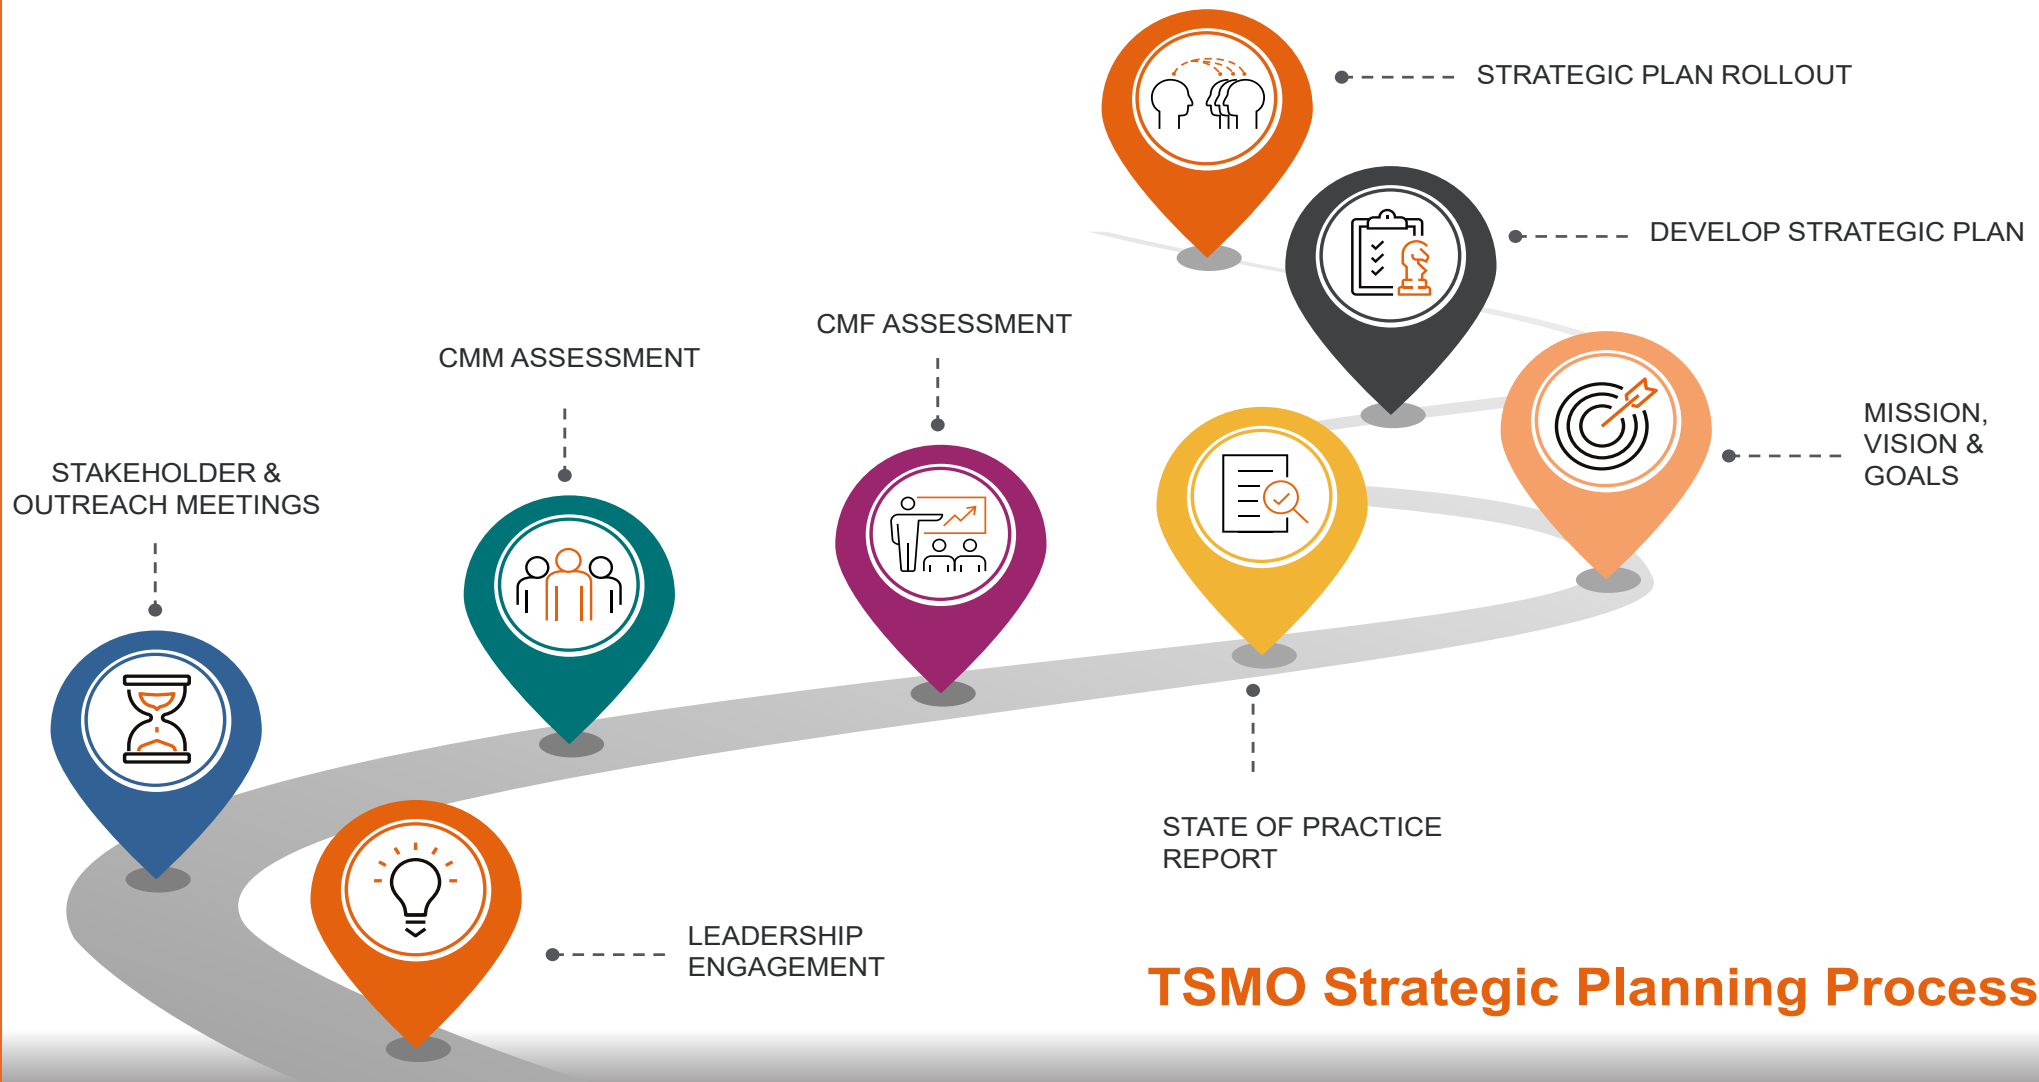 STRATEGIC PLAN ROLLOUT
DEVELOP STRATEGIC PLAN
CMF ASSESSMENT
CMM ASSESSMENT
MISSION,
VISION &
GOALS
STAKEHOLDER &
OUTREACH MEETINGS
STATE OF PRACTICE
REPORT
LEADERSHIP
ENGAGEMENT
TSMO Strategic Planning Process